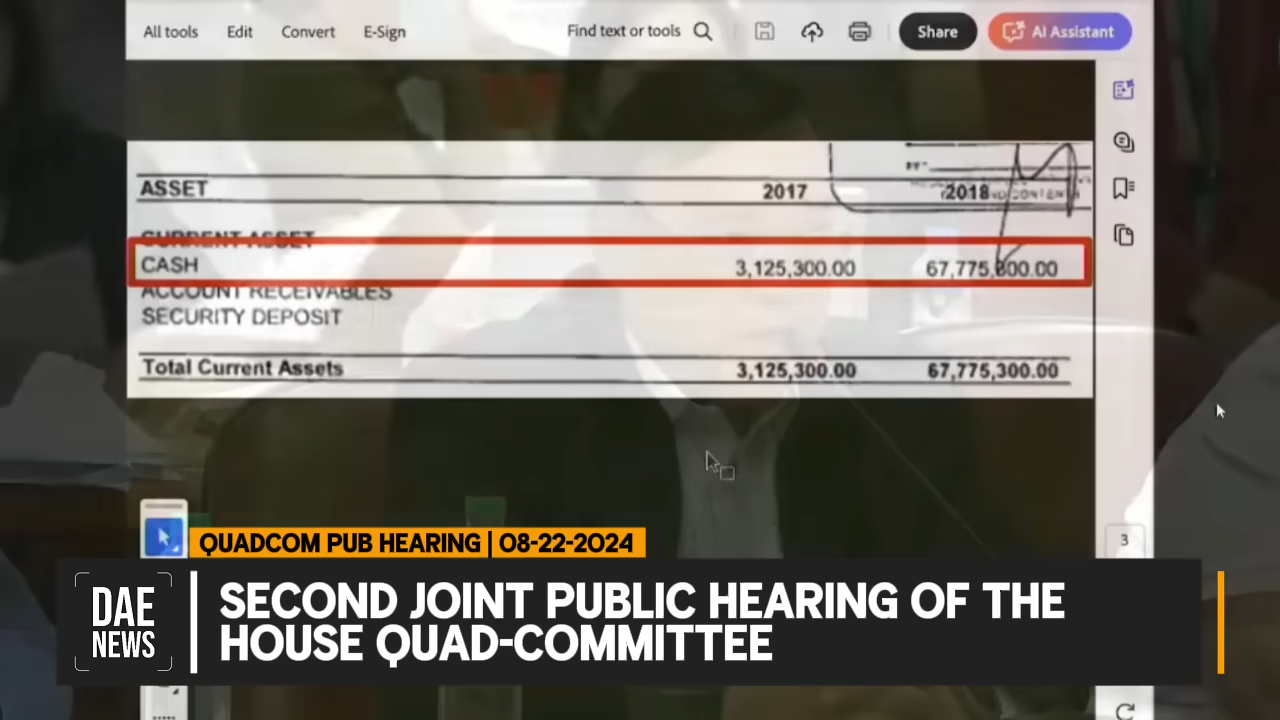 All tools Edit Convert E-Sign Find text or tools Share AI Assistant
ASSET 2017 2018
CURRENT ASSET
CASH 3,125,300.00 67,775,300.00
ACCOUNT RECEIVABLES
SECURITY DEPOSIT
Total Current Assets 3,125,300.00 67,775,300.00
3
QUADCOM PUB HEARING | 08-22-2024
DAE NEWS
SECOND JOINT PUBLIC HEARING OF THE
HOUSE QUAD-COMMITTEE